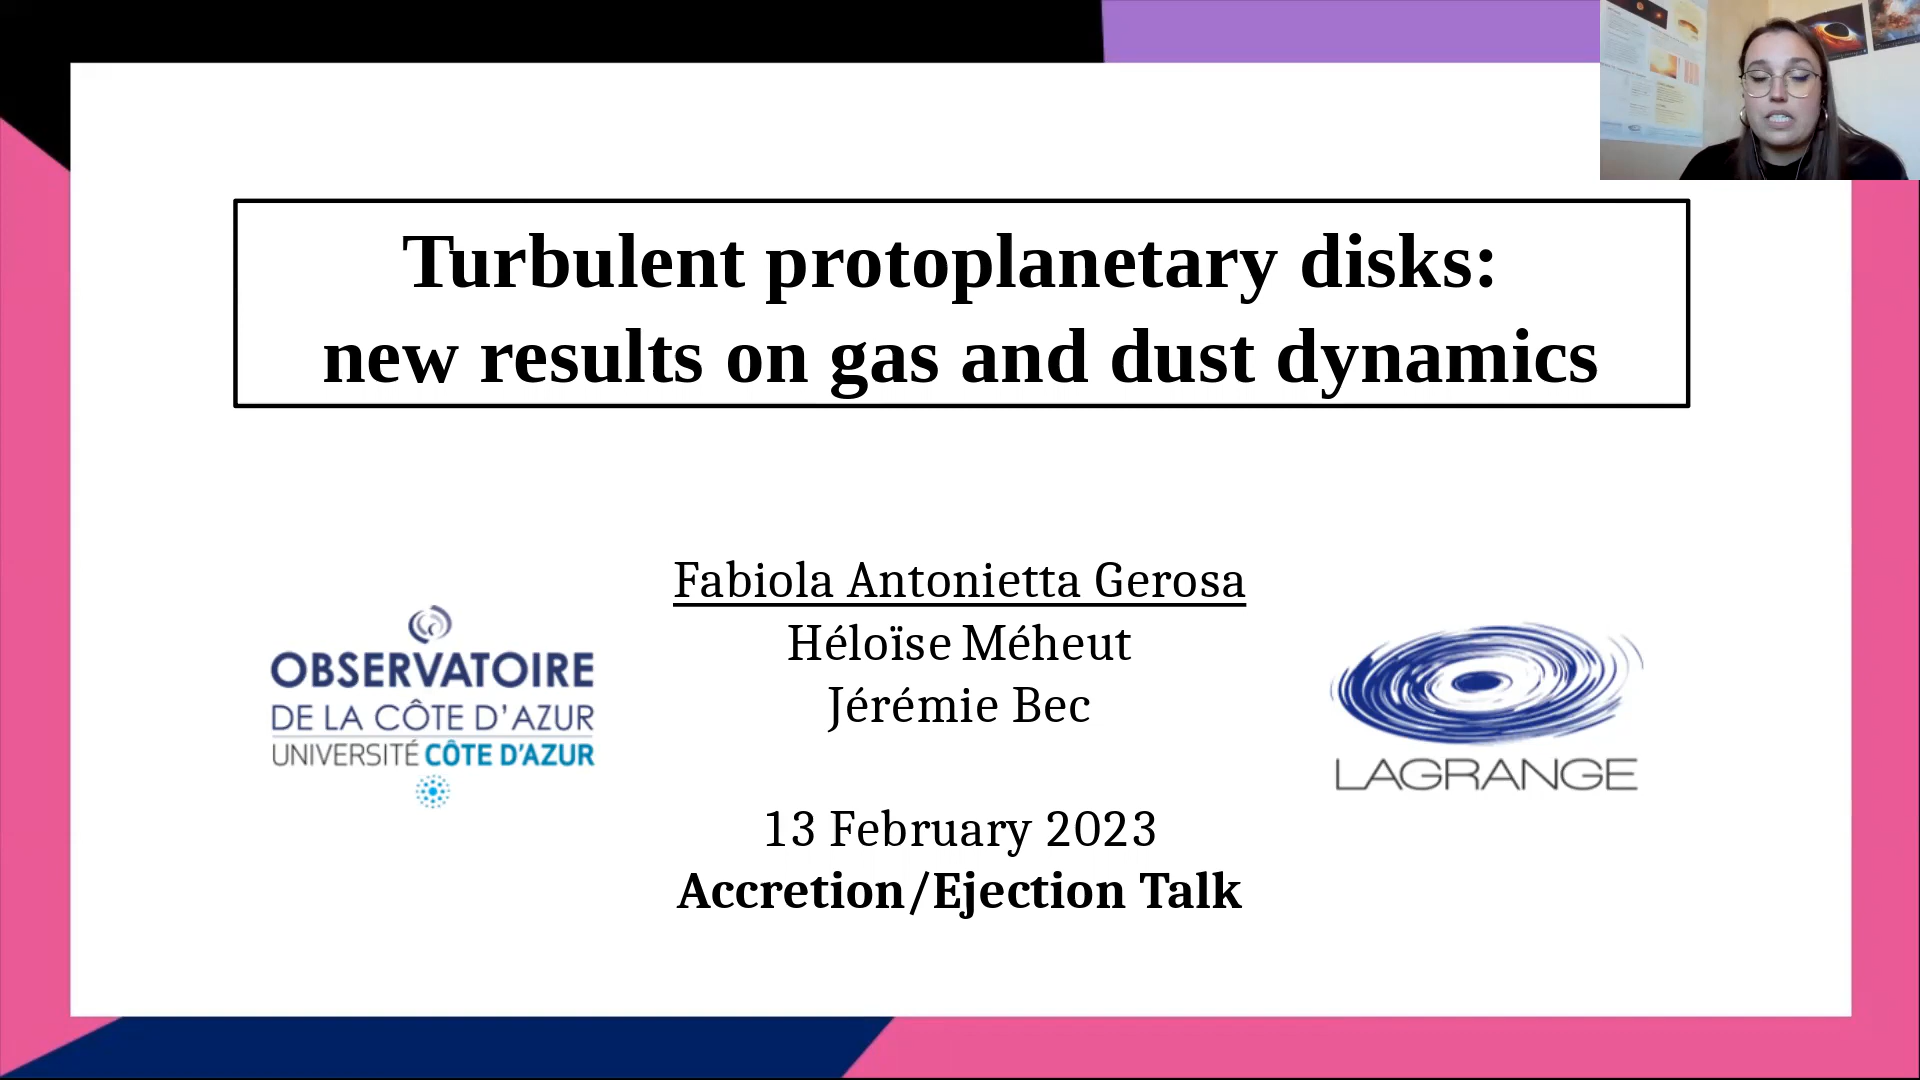 Turbulent protoplanetary disks:
new results on gas and dust dynamics
Fabiola Antonietta Gerosa
Héloïse Méheut
Jérémie Bec
OBSERVATOIRE
DE LA CÔTE D'AZUR
UNIVERSITÉ CÔTE D'AZUR
LAGRANGE
13 February 2023
Accretion/Ejection Talk